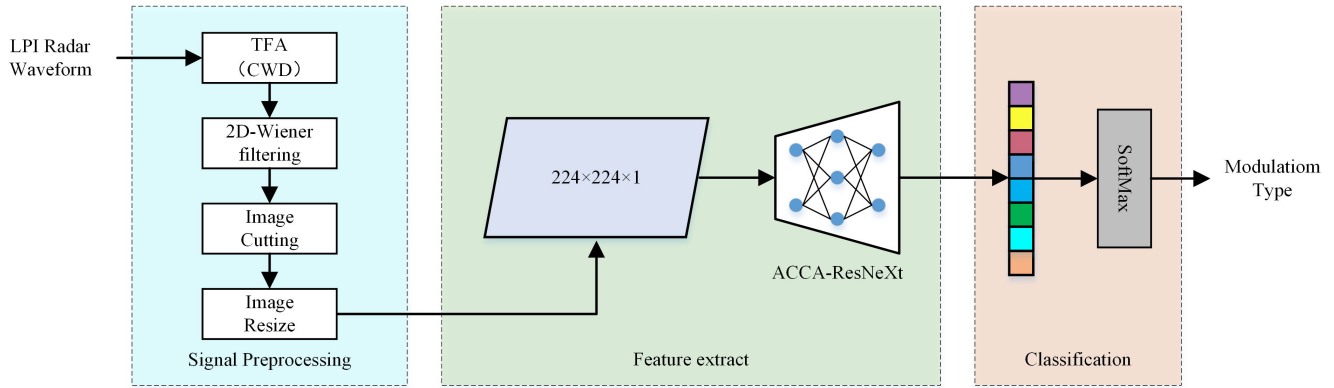 LPI Radar
Waveform
TFA
（CWD）
2D-Wiener
filtering
Image
Cutting
Image
Resize
Signal Preprocessing
224×224×1
ACCA-ResNeXt
Feature extract
SoftMax
Classification
Modulatiom
Type